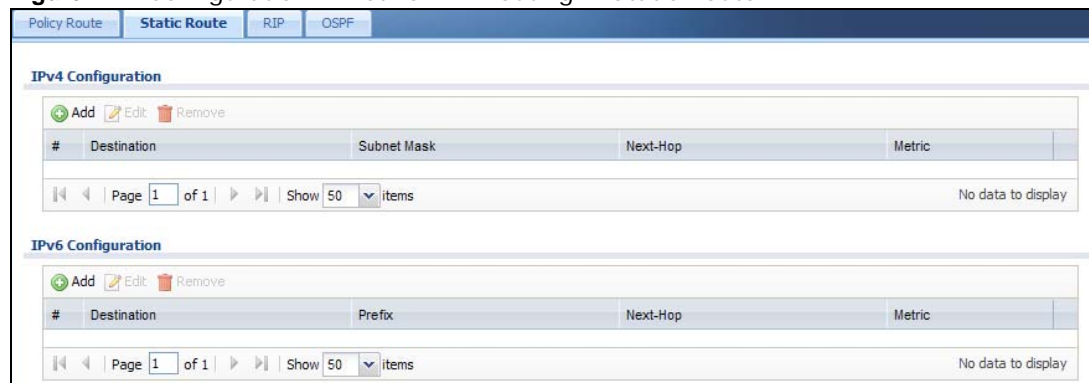 Policy Route Static Route RIP OSPF
IPv4 Configuration
Add Edit Remove
# Destination Subnet Mask Next-Hop Metric
Page 1 of 1 Show 50 items No data to display
IPv6 Configuration
Add Edit Remove
# Destination Prefix Next-Hop Metric
Page 1 of 1 Show 50 items No data to display